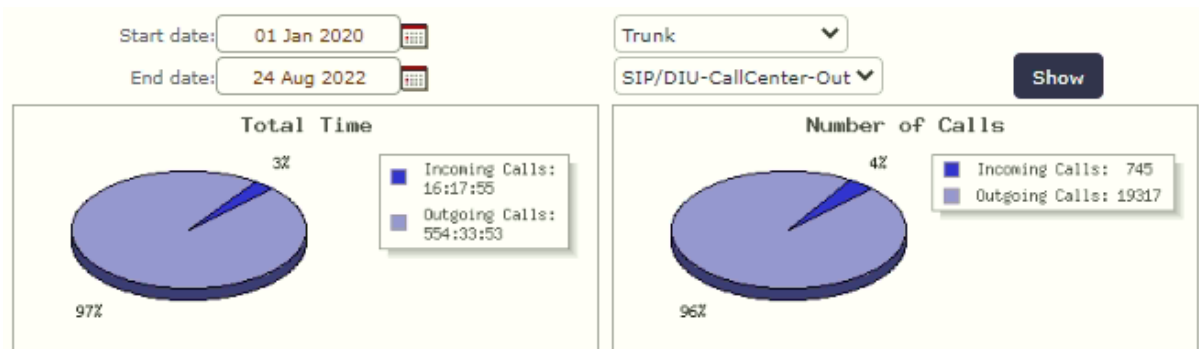 Start date: 01 Jan 2020 Trunk
End date: 24 Aug 2022 SIP/DIU-CallCenter-Out Show
Total Time
3%
Incoming Calls:
16:17:55
Outgoing Calls:
554:33:53
97%
Number of Calls
4%
Incoming Calls: 745
Outgoing Calls: 19317
96%